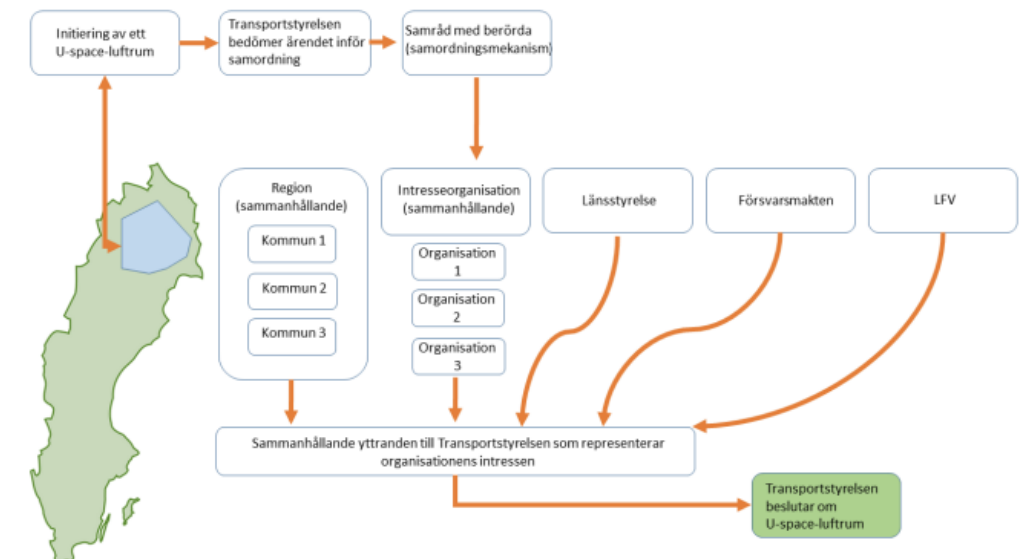 Initiering av ett
U-space-luftrum
Transportstyrelsen
bedömer ärendet inför
samordning
Samråd med berörda
(samordningsmekanism)
Region
(sammanhållande)
Kommun 1
Kommun 2
Kommun 3
Intresseorganisation
(sammanhållande)
Organisation
1
Organisation
2
Organisation
3
Länsstyrelse
Försvarsmakten
LFV
Sammanhållande yttranden till Transportstyrelsen som representerar
organisationens intressen
Transportstyrelsen
beslutar om
U-space-luftrum